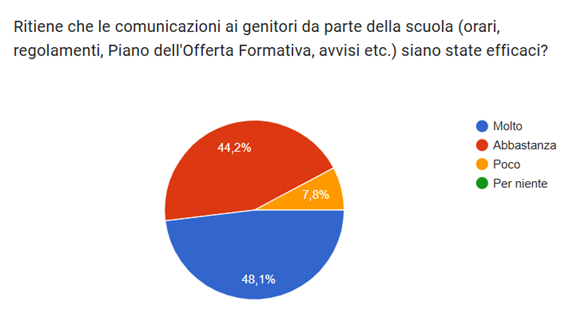 Ritiene che le comunicazioni ai genitori da parte della scuola (orari,
regolamenti, Piano dell'Offerta Formativa, avvisi etc.) siano state efficaci?
Molto
Abbastanza
Poco
Per niente
44,2%
7,8%
48,1%